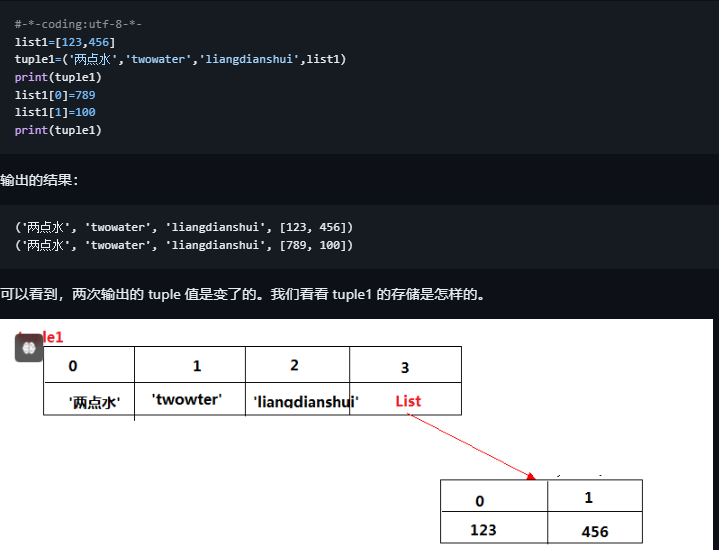 #-*-coding:utf-8-*-
list1=[123,456]
tuple1=('两点水','twowater','liangdianshui',list1)
print(tuple1)
list1[0]=789
list1[1]=100
print(tuple1)
输出的结果：
('两点水', 'twowater', 'liangdianshui', [123, 456])
('两点水', 'twowater', 'liangdianshui', [789, 100])
可以看到，两次输出的 tuple 值是变了的。我们看看 tuple1 的存储是怎样的。
0 1 2 3
'两点水' 'twowter' 'liangdianshui' List
0 1
123 456